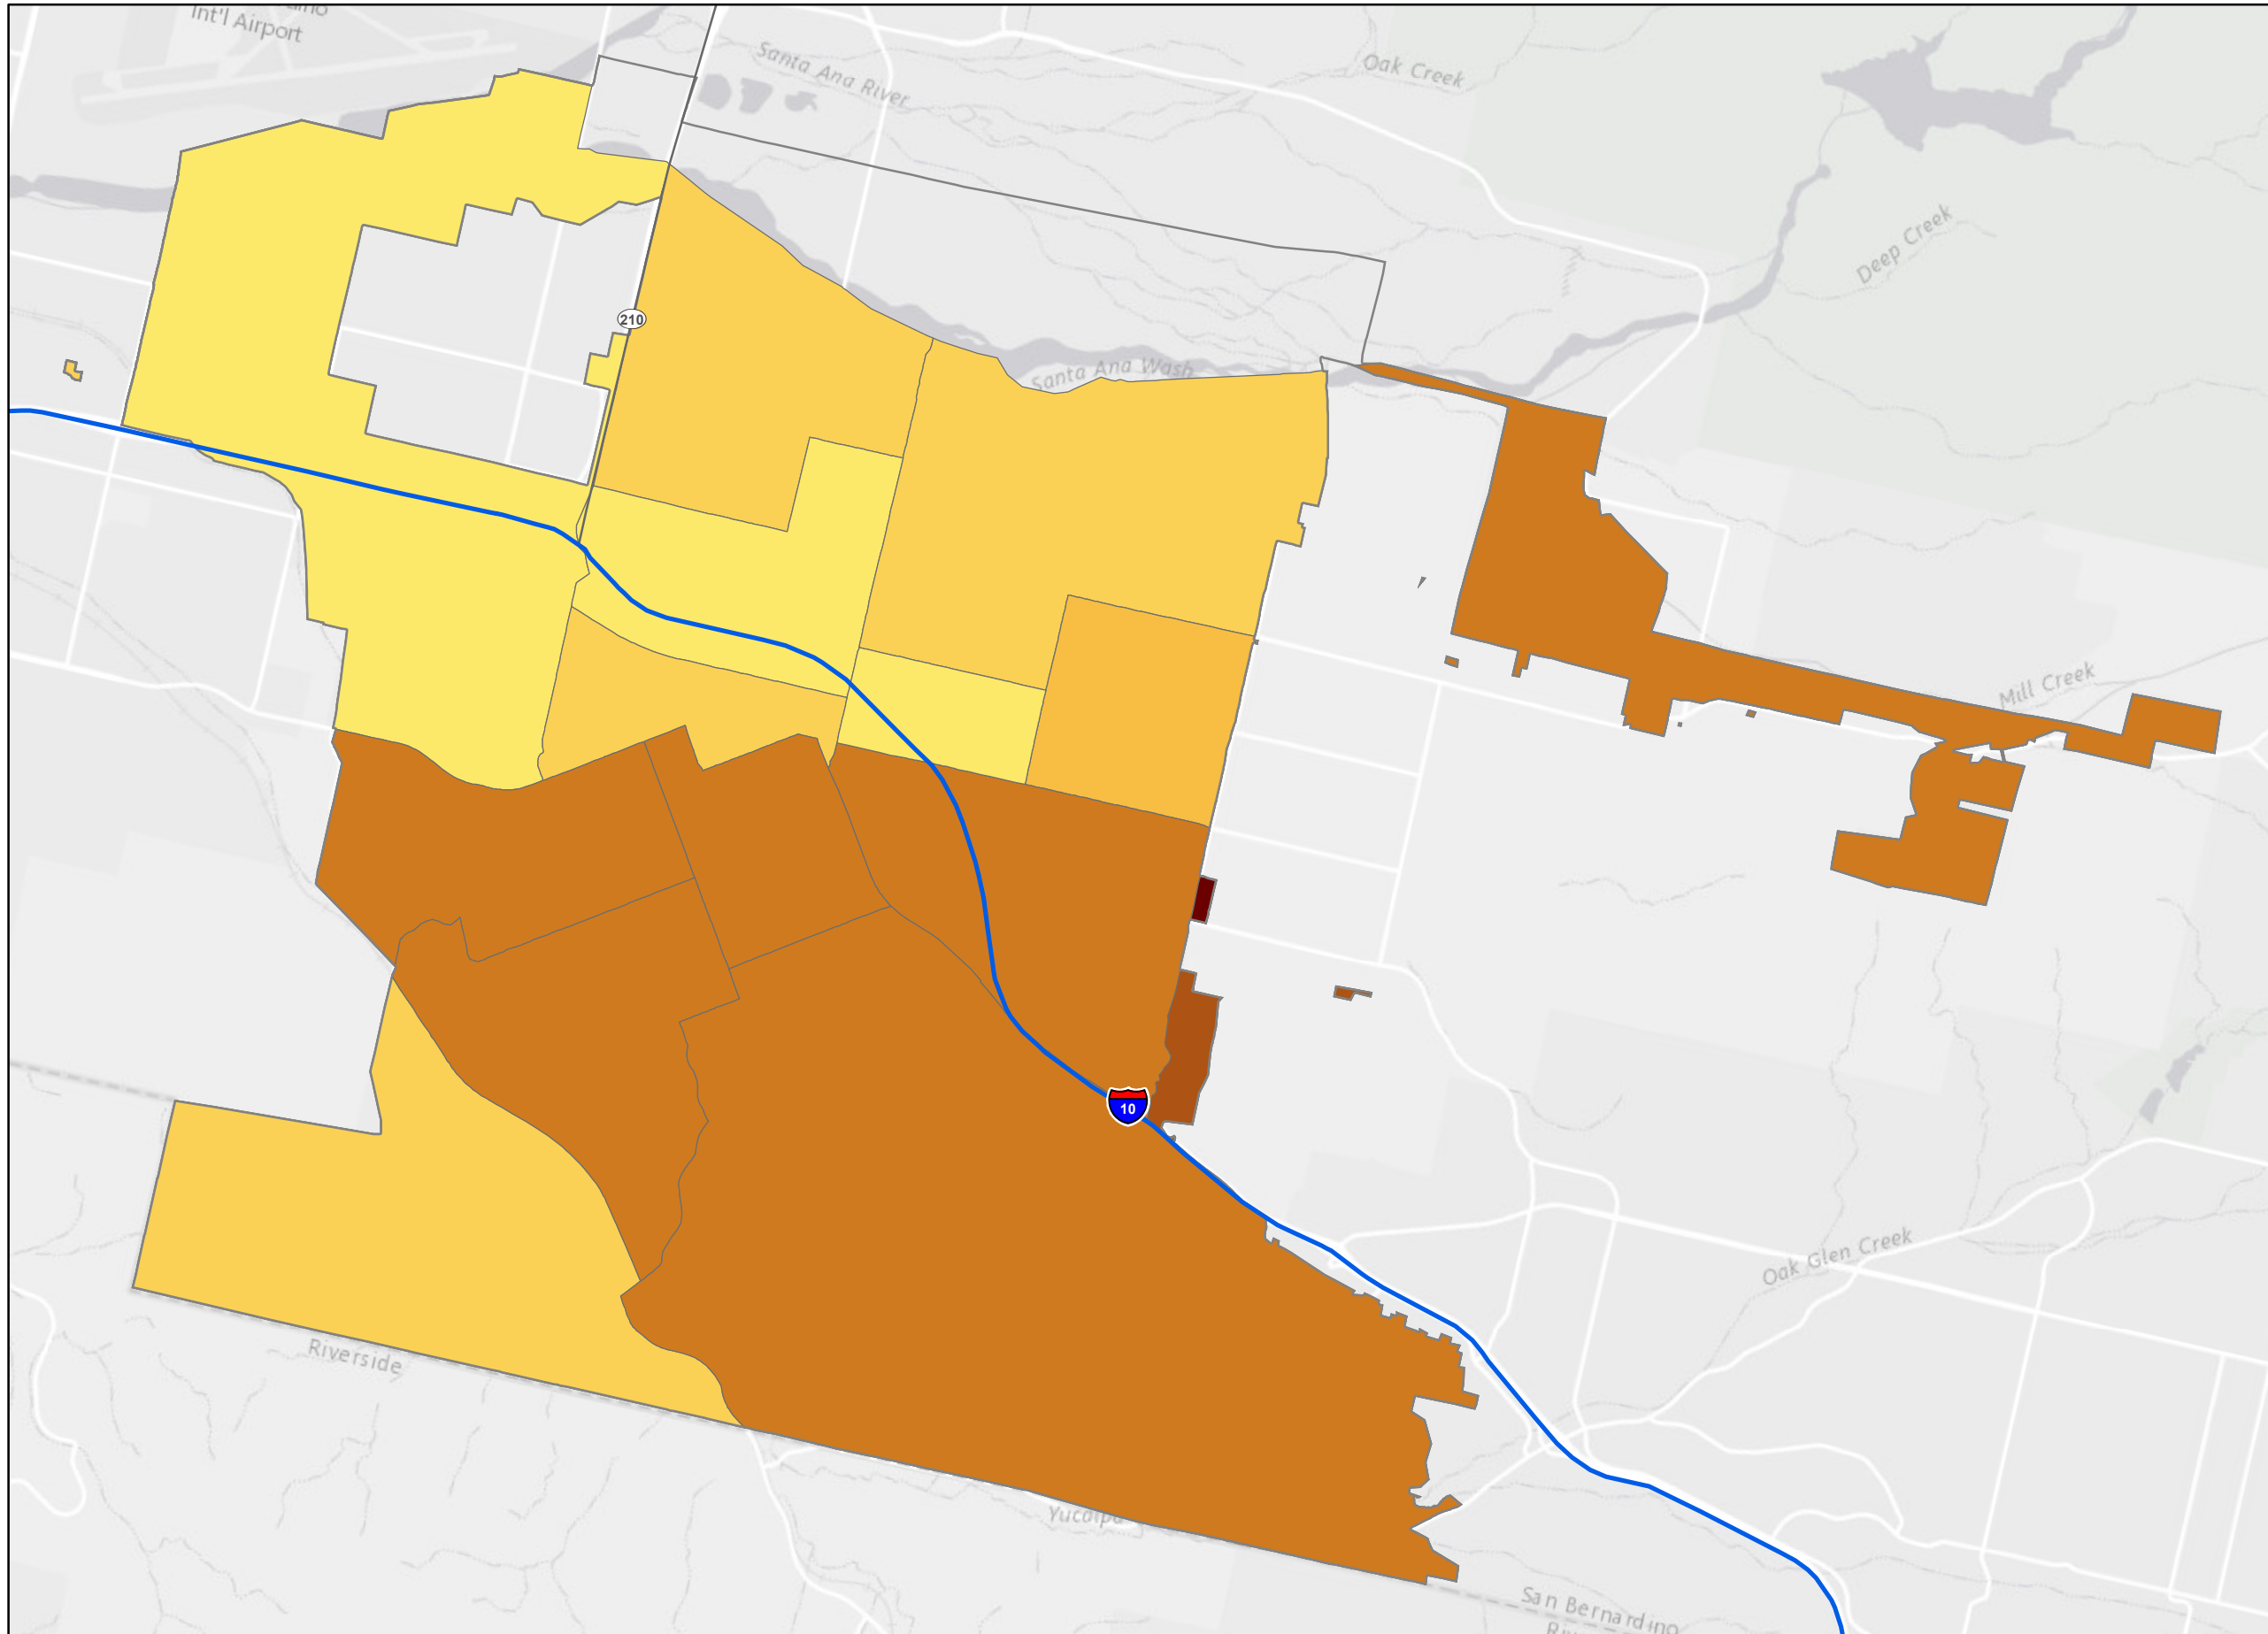 Int'l Airport
Santa Ana River
Oak Creek
Deep Creek
210
Santa Ana Wash
Mill Creek
10
Oak Glen Creek
Riverside
Yucaipa
San Bernardino